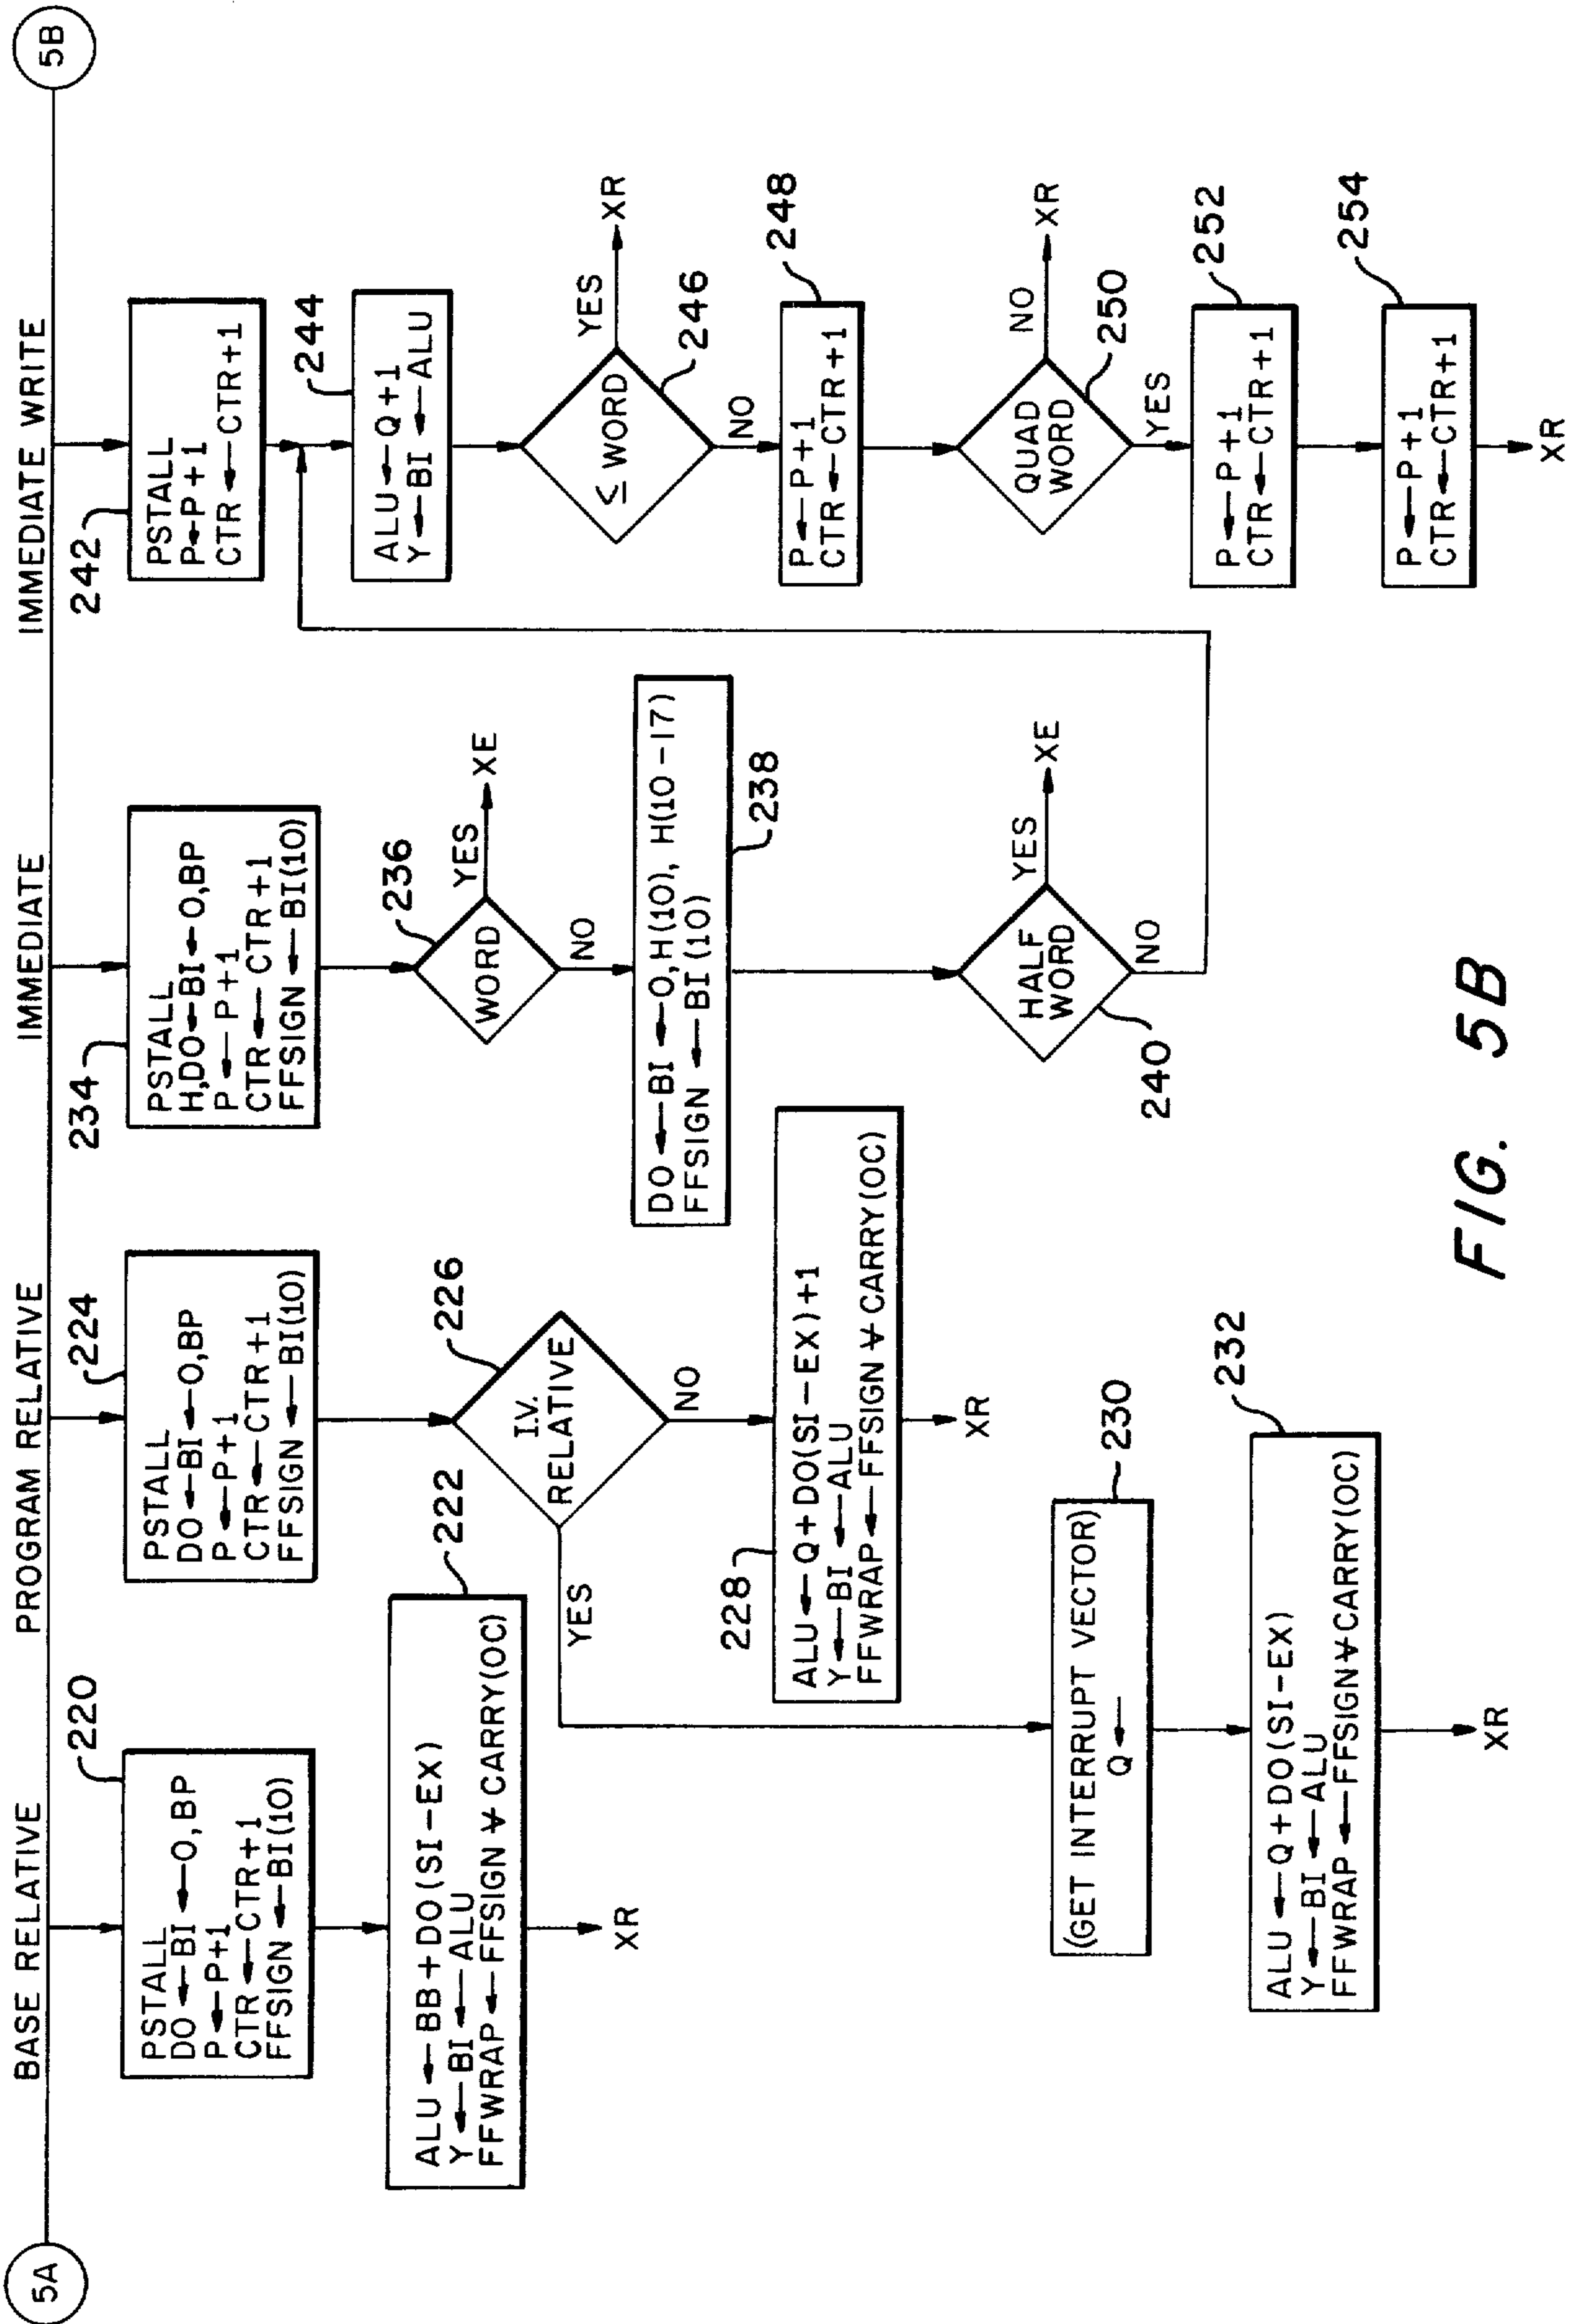 5A
5B
BASE RELATIVE
220
PSTALL
DO ← BI ← 0,BP
P ← P+1
CTR ← CTR+1
FFSIGN ← BI(10)
222
ALU ← BB + DO(SI-EX)
Y ← BI ← ALU
FFWRAP ← FFSIGN ∀ CARRY(OC)
XR
PROGRAM RELATIVE
224
PSTALL
DO ← BI ← 0,BP
P ← P+1
CTR ← CTR+1
FFSIGN ← BI(10)
226
I.V.
RELATIVE
YES
NO
228
ALU ← Q + DO(SI-EX)+1
Y ← BI ← ALU
FFWRAP ← FFSIGN ∀ CARRY(OC)
XR
230
(GET INTERRUPT VECTOR)
Q ←
232
ALU ← Q + DO(SI-EX)
Y ← BI ← ALU
FFWRAP ← FFSIGN ∀ CARRY(OC)
XR
IMMEDIATE
234
PSTALL
H,DO ← BI ← 0,BP
P ← P+1
CTR ← CTR+1
FFSIGN ← BI(10)
236
WORD
YES
XE
NO
DO ← BI ← 0,H(10), H(10-17)
FFSIGN ← BI(10)
238
HALF
WORD
YES
XE
NO
240
IMMEDIATE WRITE
242
PSTALL
P ← P+1
CTR ← CTR+1
244
ALU ← Q+1
Y ← BI ← ALU
≤ WORD
YES
XR
246
NO
248
P ← P+1
CTR ← CTR+1
QUAD
WORD
NO
XR
250
YES
252
P ← P+1
CTR ← CTR+1
254
P ← P+1
CTR ← CTR+1
XR
FIG. 5B